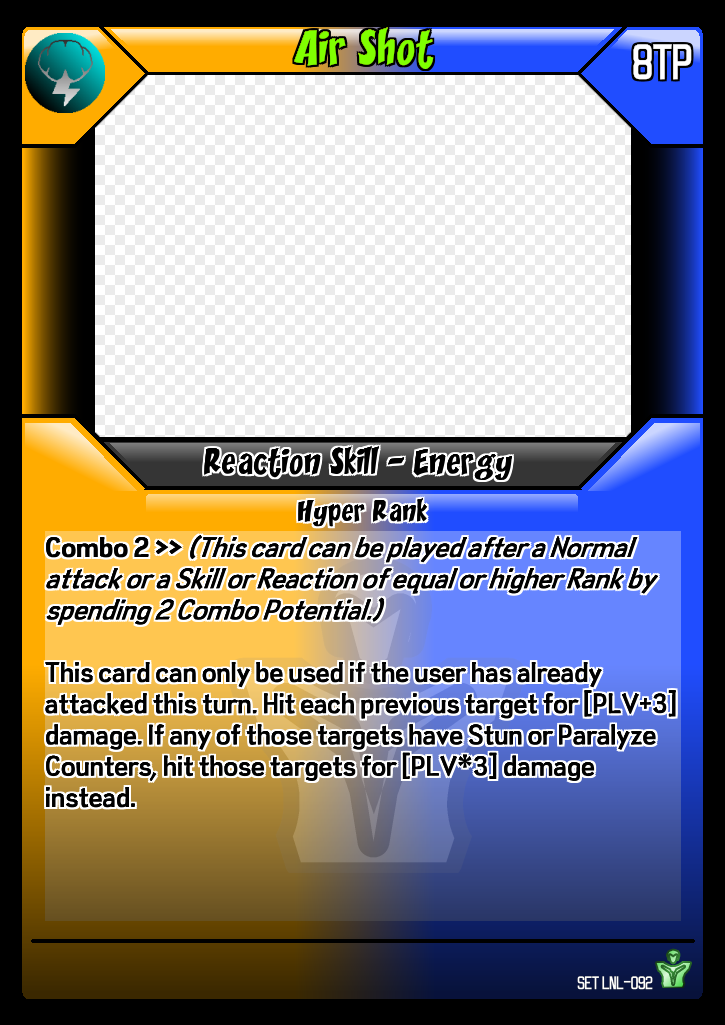 Air Shot
8TP
Reaction Skill - Energy
Hyper Rank
Combo 2 >> (This card can be played after a Normal
attack or a Skill or Reaction of equal or higher Rank by
spending 2 Combo Potential.)
This card can only be used if the user has already
attacked this turn. Hit each previous target for [PLV+3]
damage. If any of those targets have Stun or Paralyze
Counters, hit those targets for [PLV*3] damage
instead.
SET LNL-092